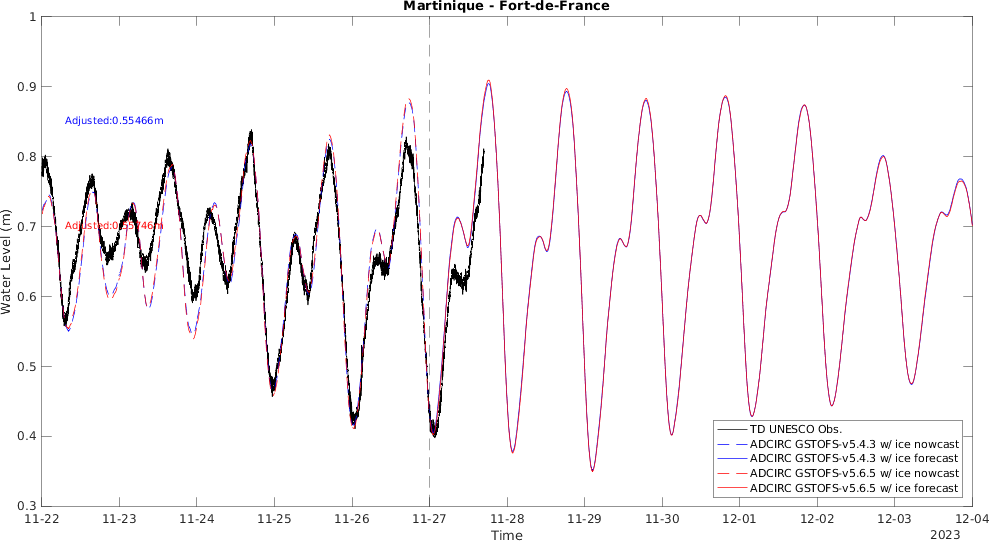 Martinique - Fort-de-France
1
0.9
0.8
0.7
0.6
0.5
0.4
0.3
Water Level (m)
Adjusted:0.55466m
TD UNESCO Obs.
ADCIRC GSTOFS-v5.4.3 w/ ice nowcast
ADCIRC GSTOFS-v5.4.3 w/ ice forecast
ADCIRC GSTOFS-v5.6.5 w/ ice nowcast
ADCIRC GSTOFS-v5.6.5 w/ ice forecast
11-22 11-23 11-24 11-25 11-26 11-27 11-28 11-29 11-30 12-01 12-02 12-03 12-04
Time
2023